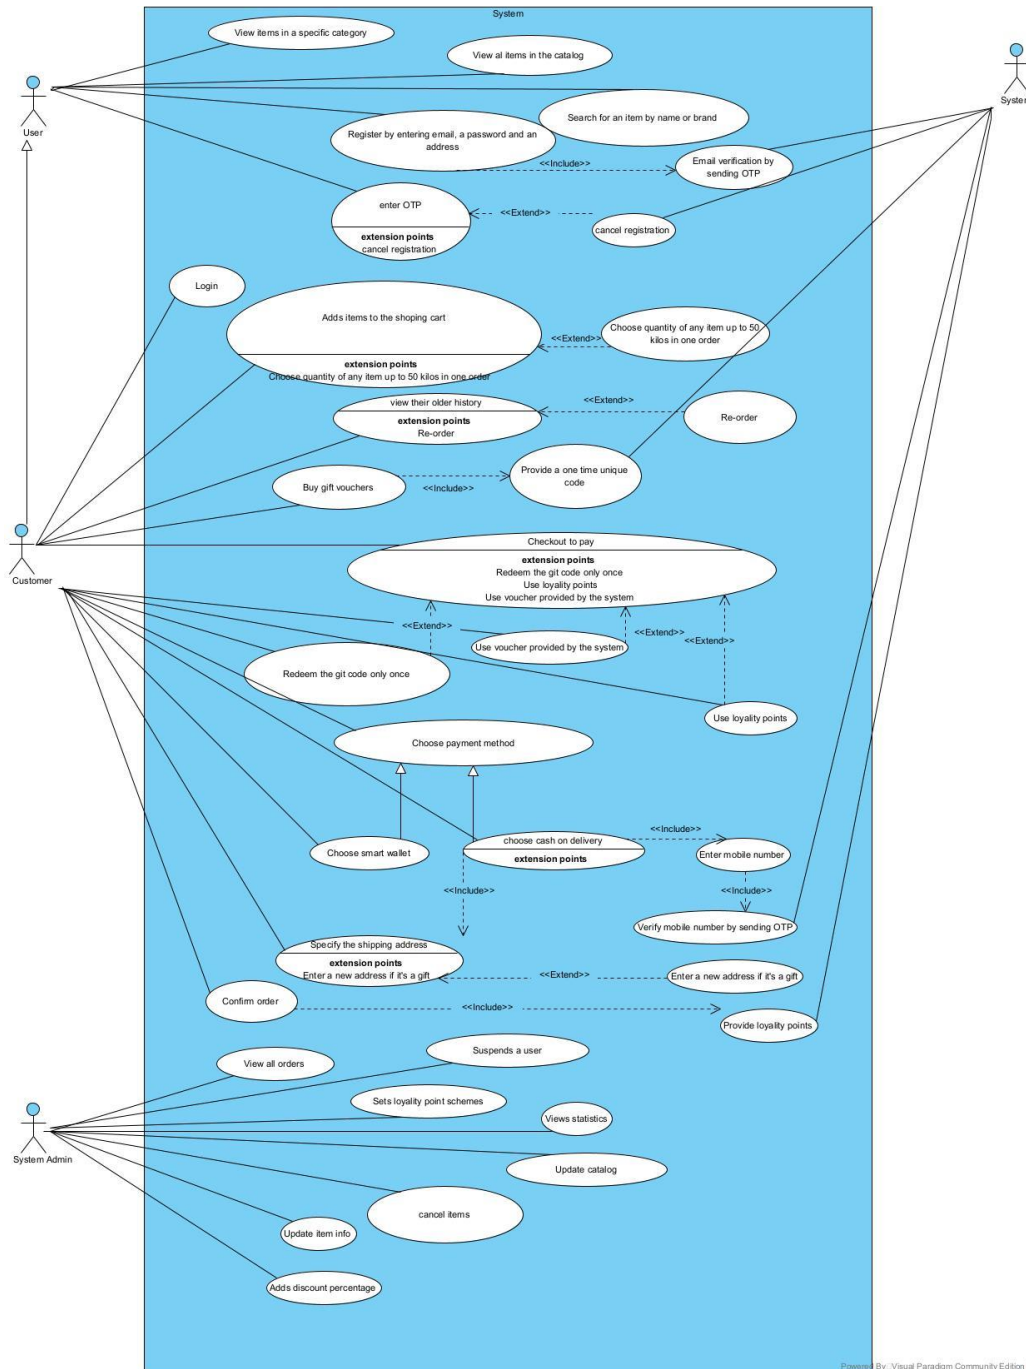 System
View items in a specific category
View al items in the catalog
User
System
Search for an item by name or brand
Register by entering email, a password and an
address
<<Include>>
Email verification by
sending OTP
enter OTP
<<Extend>>
extension points
cancel registration
cancel registration
Login
Adds items to the shoping cart
extension points
Choose quantity of any item up to 50 kilos in one order
<<Extend>>
Choose quantity of any item up to 50
kilos in one order
view their older history
extension points
Re-order
<<Extend>>
Re-order
Buy gift vouchers
<<Include>>
Provide a one time unique
code
Customer
Checkout to pay
extension points
Redeem the git code only once
Use loyality points
Use voucher provided by the system
<<Extend>>
<<Extend>>
<<Extend>>
Use voucher provided by the system
Redeem the git code only once
Use loyality points
Choose payment method
Choose smart wallet
choose cash on delivery
extension points
<<Include>>
Enter mobile number
<<Include>>
<<Include>>
Verify mobile number by sending OTP
Specify the shipping address
extension points
Enter a new address if it's a gift
<<Extend>>
Enter a new address if it's a gift
Confirm order
<<Include>>
Provide loyality points
View all orders
Suspends a user
Sets loyality point schemes
Views statistics
System Admin
Update catalog
cancel items
Update item info
Adds discount percentage
Powered By: Visual Paradigm Community Edition